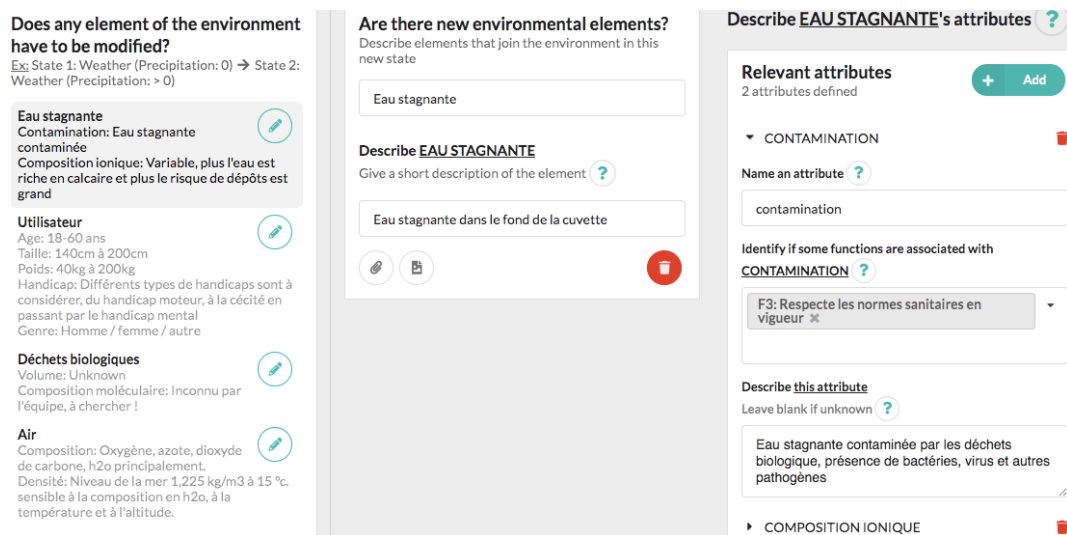 Does any element of the environment
have to be modified?
Ex: State 1: Weather (Precipitation: 0) → State 2:
Weather (Precipitation: > 0)
Eau stagnante
Contamination: Eau stagnante
contaminée
Composition ionique: Variable, plus l'eau est
riche en calcaire et plus le risque de dépôts est
grand
Utilisateur
Age: 18-60 ans
Taille: 140cm à 200cm
Poids: 40kg à 200kg
Handicap: Différents types de handicaps sont à
considérer, du handicap moteur, à la cécité en
passant par le handicap mental
Genre: Homme / femme / autre
Déchets biologiques
Volume: Unknown
Composition moléculaire: Inconnu par
l'équipe, à chercher !
Air
Composition: Oxygène, azote, dioxyde
de carbone, h2o principalement.
Densité: Niveau de la mer 1,225 kg/m3 à 15 °c.
sensible à la composition en h2o, à la
température et à l'altitude.
Are there new environmental elements?
Describe elements that join the environment in this
new state
Eau stagnante
Describe EAU STAGNANTE
Give a short description of the element ?
Eau stagnante dans le fond de la cuvette
Describe EAU STAGNANTE's attributes ?
Relevant attributes
2 attributes defined
+ Add
CONTAMINATION
Name an attribute ?
contamination
Identify if some functions are associated with
CONTAMINATION ?
F3: Respecte les normes sanitaires en
vigueur ✖
Describe this attribute
Leave blank if unknown ?
Eau stagnante contaminée par les déchets
biologique, présence de bactéries, virus et autres
pathogènes
COMPOSITION IONIQUE